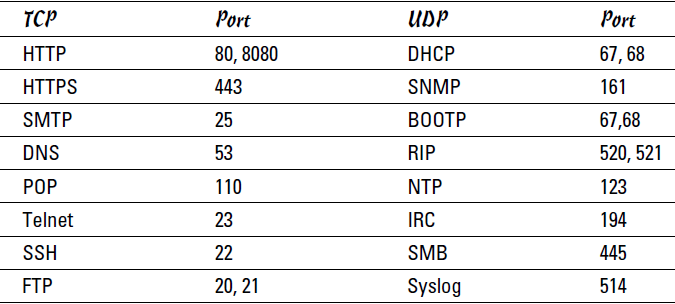 TCP Port UDP Port
HTTP 80, 8080 DHCP 67, 68
HTTPS 443 SNMP 161
SMTP 25 BOOTP 67,68
DNS 53 RIP 520, 521
POP 110 NTP 123
Telnet 23 IRC 194
SSH 22 SMB 445
FTP 20, 21 Syslog 514